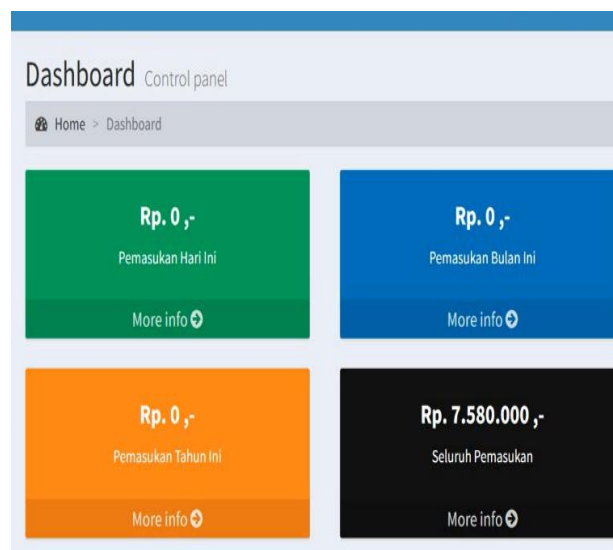 Dashboard Control panel
Home > Dashboard
Rp. 0 ,-
Pemasukan Hari Ini
More info
Rp. 0 ,-
Pemasukan Bulan Ini
More info
Rp. 0 ,-
Pemasukan Tahun Ini
More info
Rp. 7.580.000 ,-
Seluruh Pemasukan
More info